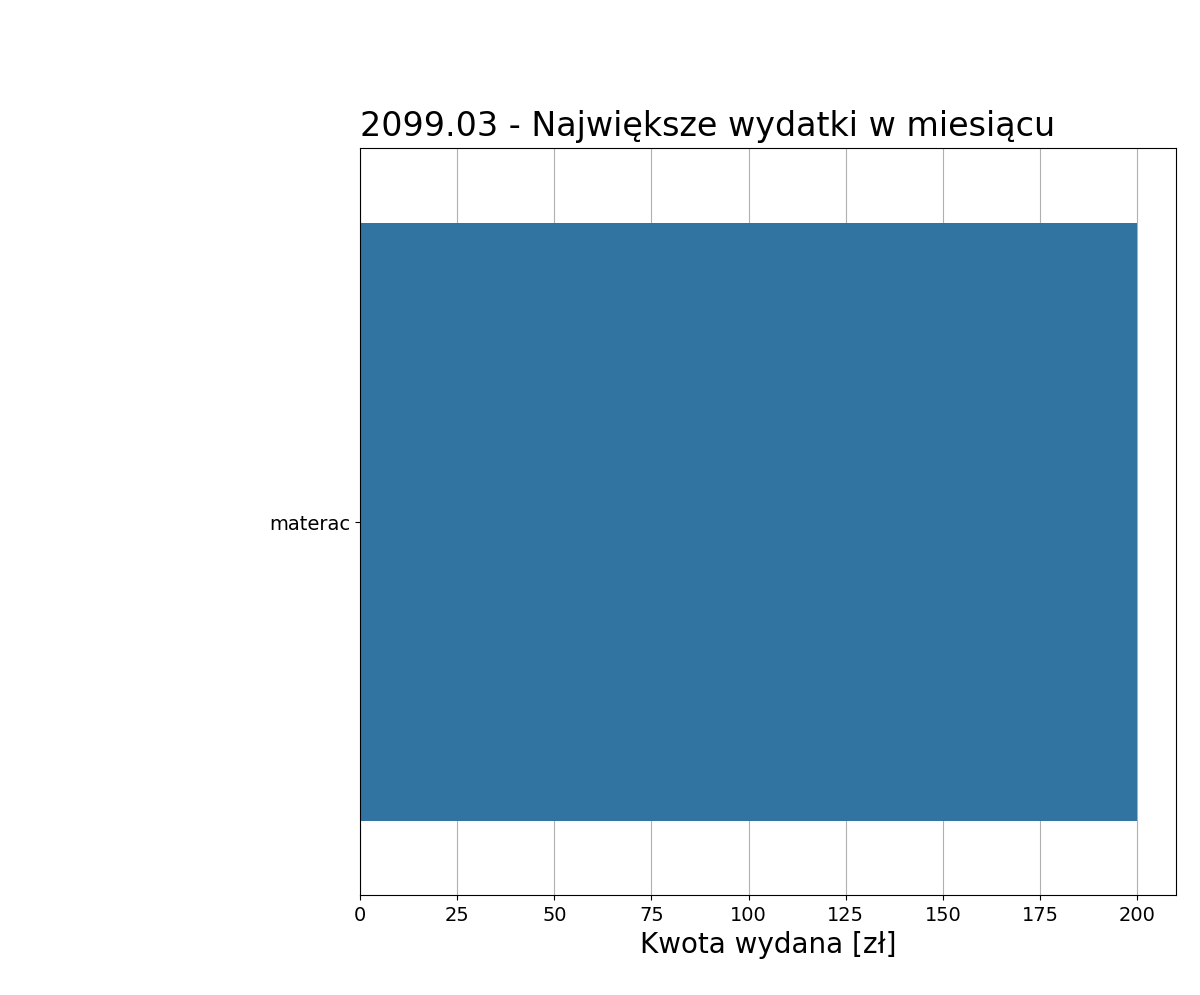 2099.03 - Największe wydatki w miesiącu
materac
0 25 50 75 100 125 150 175 200
Kwota wydana [zł]